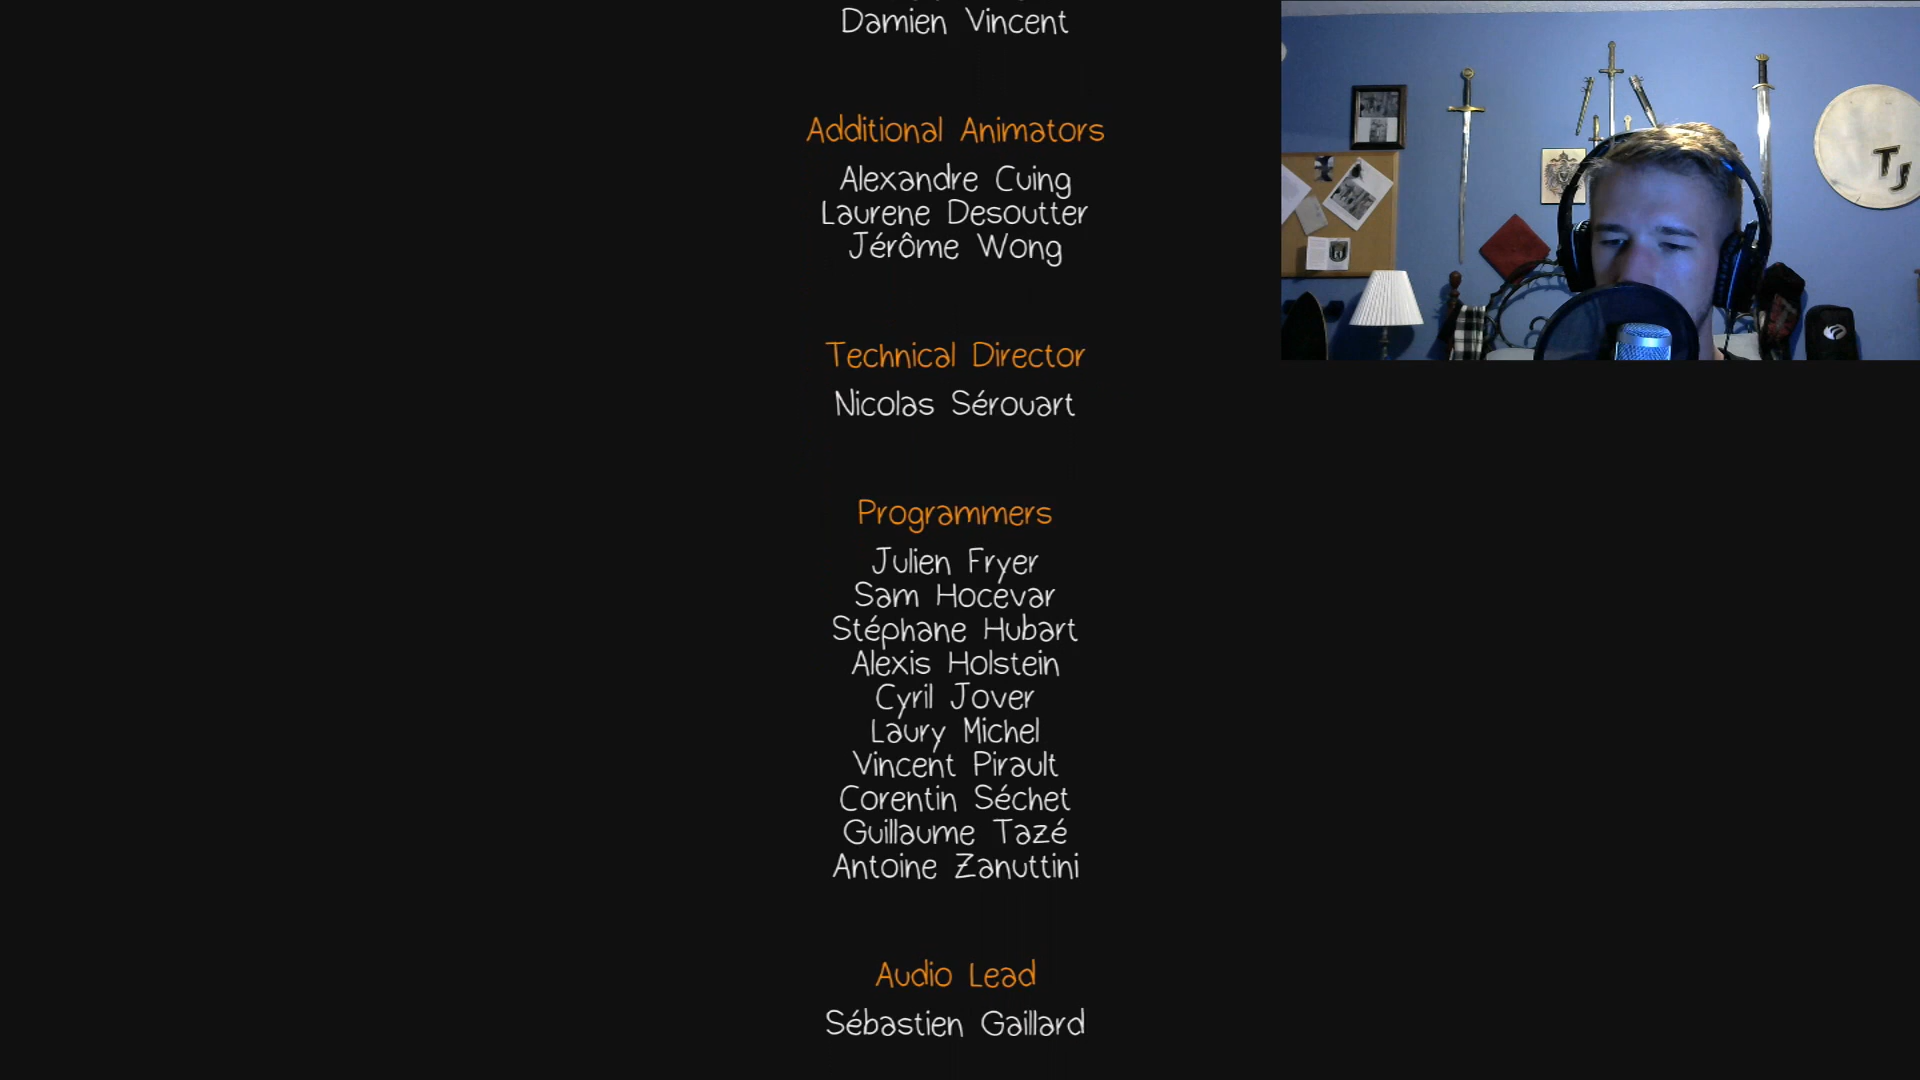 Damien Vincent
Additional Animators
Alexandre Cuing
Laurene Desoutter
Jérôme Wong
Technical Director
Nicolas Sérouart
Programmers
Julien Fryer
Sam Hocevar
Stéphane Hubart
Alexis Holstein
Cyril Jover
Laury Michel
Vincent Pirault
Corentin Séchet
Guillaume Tazé
Antoine Zanuttini
Audio Lead
Sébastien Gaillard
TJ